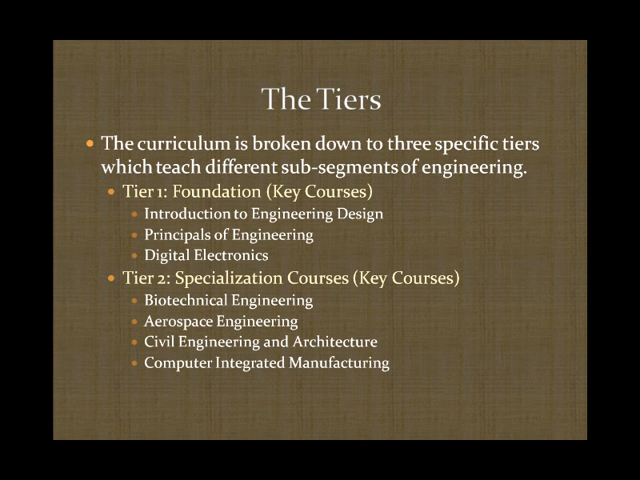 The Tiers
The curriculum is broken down to three specific tiers
which teach different sub-segments of engineering.
Tier 1: Foundation (Key Courses)
Introduction to Engineering Design
Principals of Engineering
Digital Electronics
Tier 2: Specialization Courses (Key Courses)
Biotechnical Engineering
Aerospace Engineering
Civil Engineering and Architecture
Computer Integrated Manufacturing